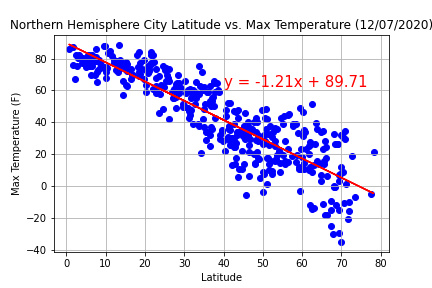 Northern Hemisphere City Latitude vs. Max Temperature (12/07/2020)
Max Temperature (F)
80
60
40
20
0
−20
−40
y = -1.21x + 89.71
0 10 20 30 40 50 60 70 80
Latitude